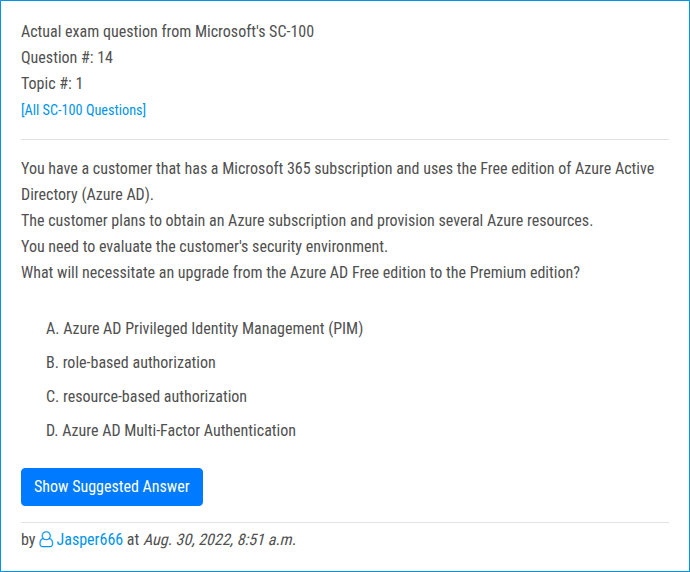 Actual exam question from Microsoft's SC-100
Question #: 14
Topic #: 1
[All SC-100 Questions]
You have a customer that has a Microsoft 365 subscription and uses the Free edition of Azure Active
Directory (Azure AD).
The customer plans to obtain an Azure subscription and provision several Azure resources.
You need to evaluate the customer's security environment.
What will necessitate an upgrade from the Azure AD Free edition to the Premium edition?
A. Azure AD Privileged Identity Management (PIM)
B. role-based authorization
C. resource-based authorization
D. Azure AD Multi-Factor Authentication
Show Suggested Answer
by Jasper666 at Aug. 30, 2022, 8:51 a.m.